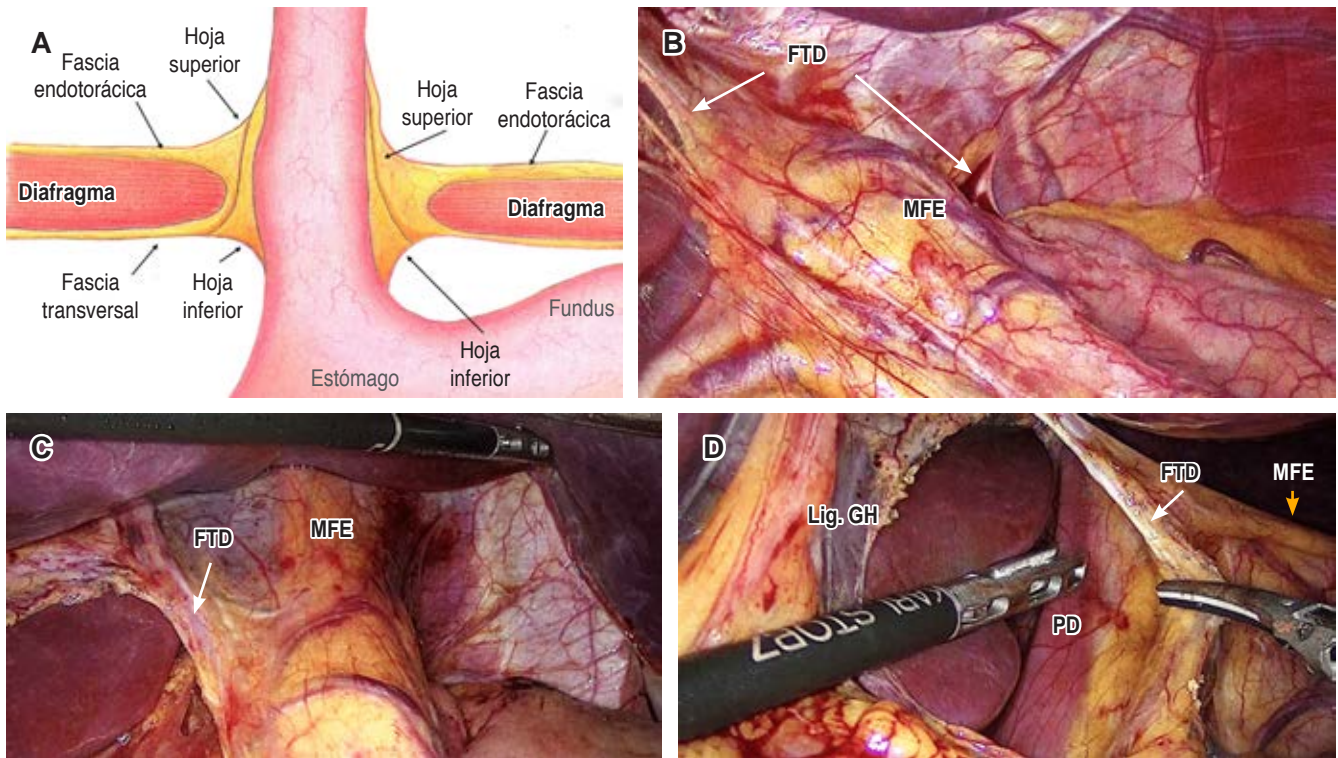 A
Hoja
superior
Fascia
endotorácica
Hoja
superior
Fascia
endotorácica
Diafragma
Diafragma
Fascia
transversal
Hoja
inferior
Fundus
Hoja
inferior
Estómago
B
FTD
MFE
C
FTD
MFE
D
FTD
MFE
Lig. GH
PD
KARL STORZ